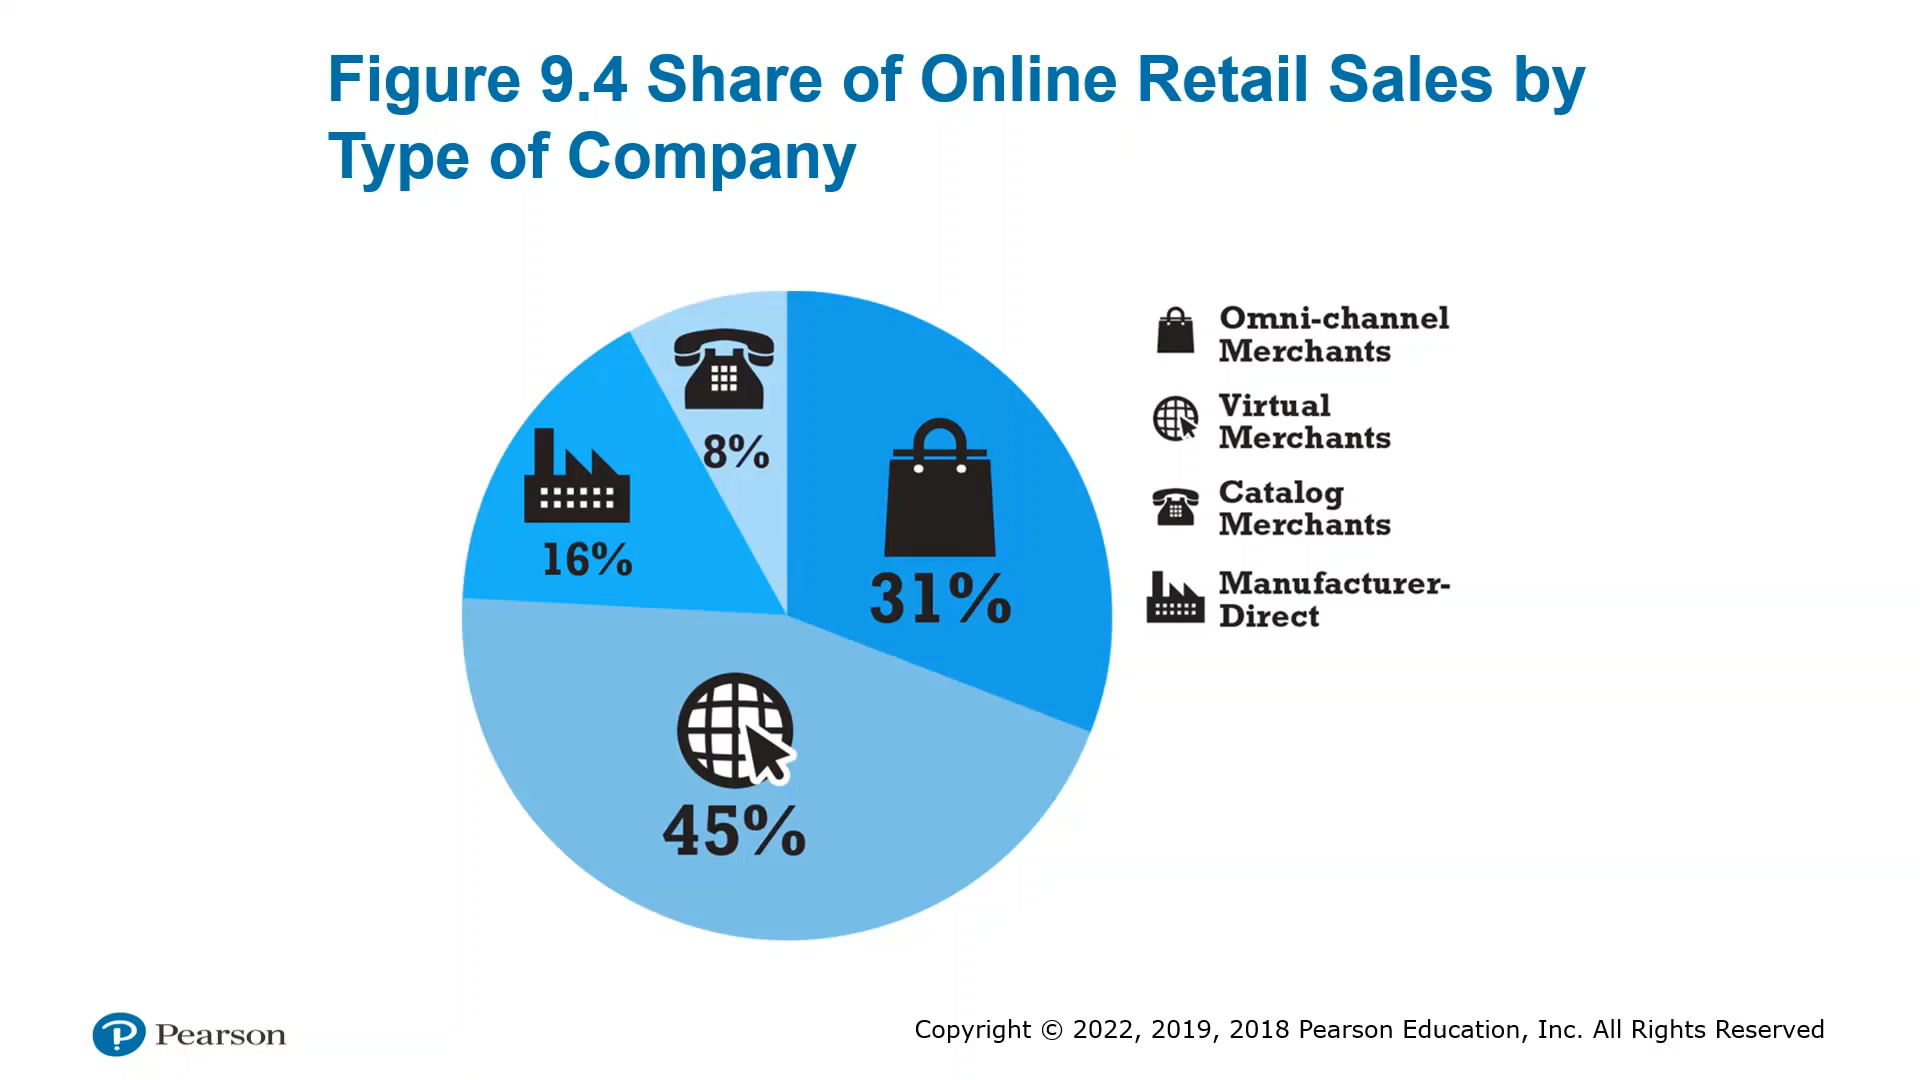 Figure 9.4 Share of Online Retail Sales by
Type of Company
8%
16%
31%
45%
Omni-channel
Merchants
Virtual
Merchants
Catalog
Merchants
Manufacturer-
Direct
Pearson
Copyright © 2022, 2019, 2018 Pearson Education, Inc. All Rights Reserved